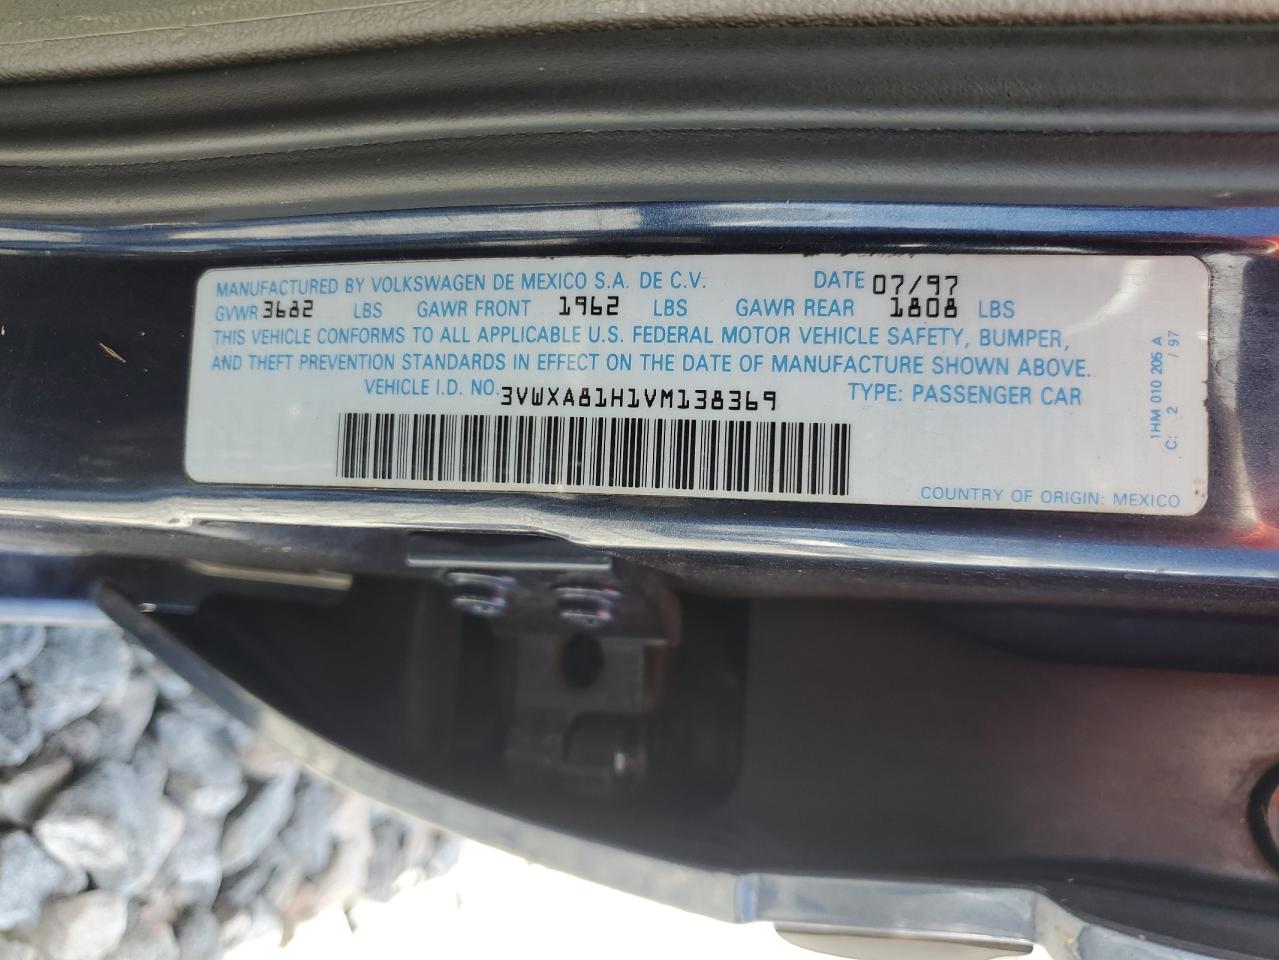 MANUFACTURED BY VOLKSWAGEN DE MEXICO S.A. DE C.V. DATE 07/97
GVWR 3682 LBS GAWR FRONT 1962 LBS GAWR REAR 1808 LBS
THIS VEHICLE CONFORMS TO ALL APPLICABLE U.S. FEDERAL MOTOR VEHICLE SAFETY, BUMPER,
AND THEFT PREVENTION STANDARDS IN EFFECT ON THE DATE OF MANUFACTURE SHOWN ABOVE.
VEHICLE I.D. NO. 3VWXA81H1VM138369 TYPE: PASSENGER CAR
COUNTRY OF ORIGIN: MEXICO
1HM 010 205 A
C: 2 / 97